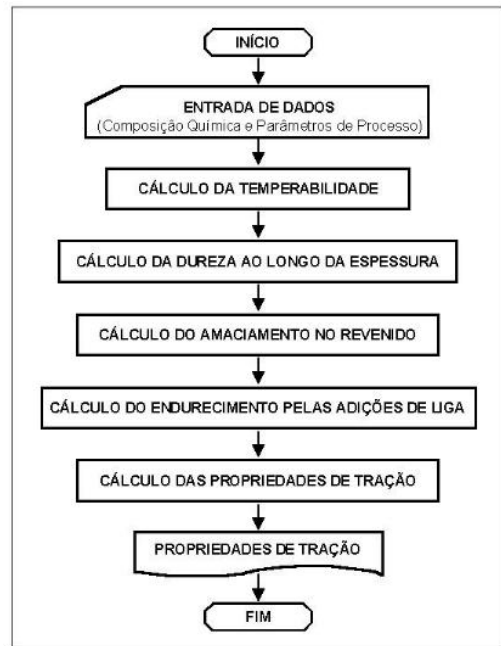 INÍCIO
ENTRADA DE DADOS
(Composição Química e Parâmetros de Processo)
CÁLCULO DA TEMPERABILIDADE
CÁLCULO DA DUREZA AO LONGO DA ESPESSURA
CÁLCULO DO AMACIAMENTO NO REVENIDO
CÁLCULO DO ENDURECIMENTO PELAS ADIÇÕES DE LIGA
CÁLCULO DAS PROPRIEDADES DE TRAÇÃO
PROPRIEDADES DE TRAÇÃO
FIM